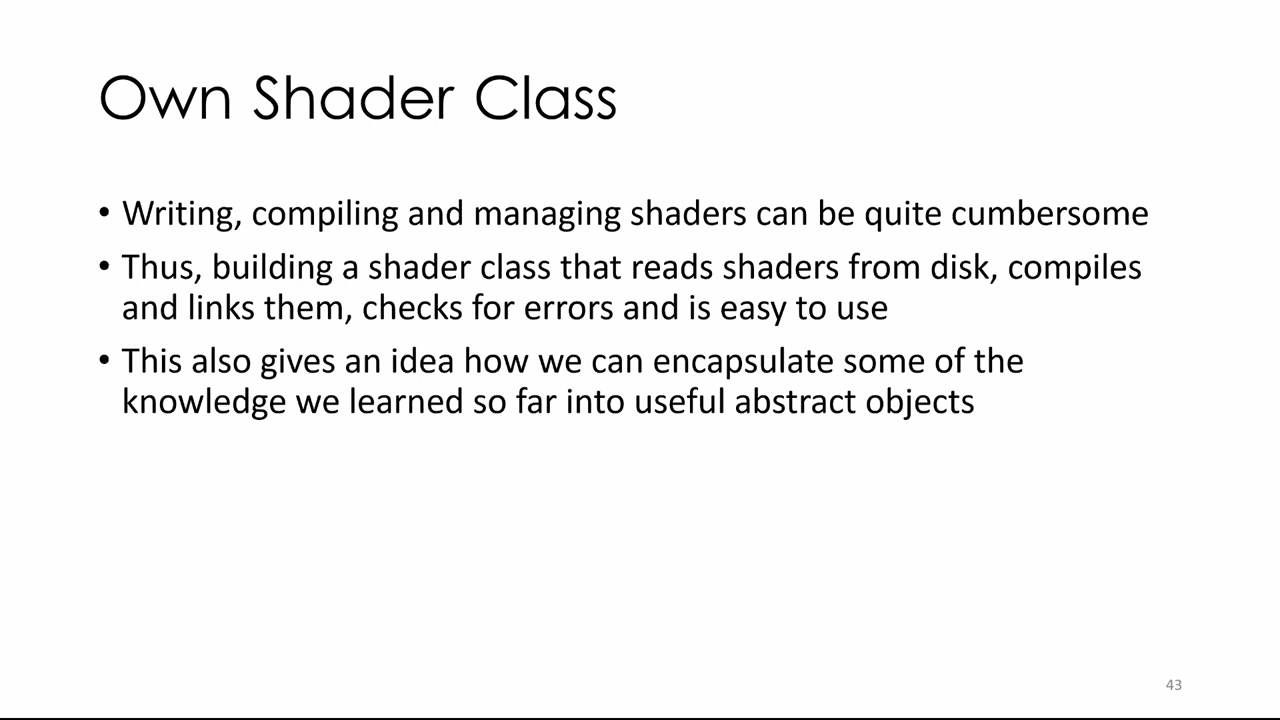 Own Shader Class
• Writing, compiling and managing shaders can be quite cumbersome
• Thus, building a shader class that reads shaders from disk, compiles
and links them, checks for errors and is easy to use
• This also gives an idea how we can encapsulate some of the
knowledge we learned so far into useful abstract objects
43